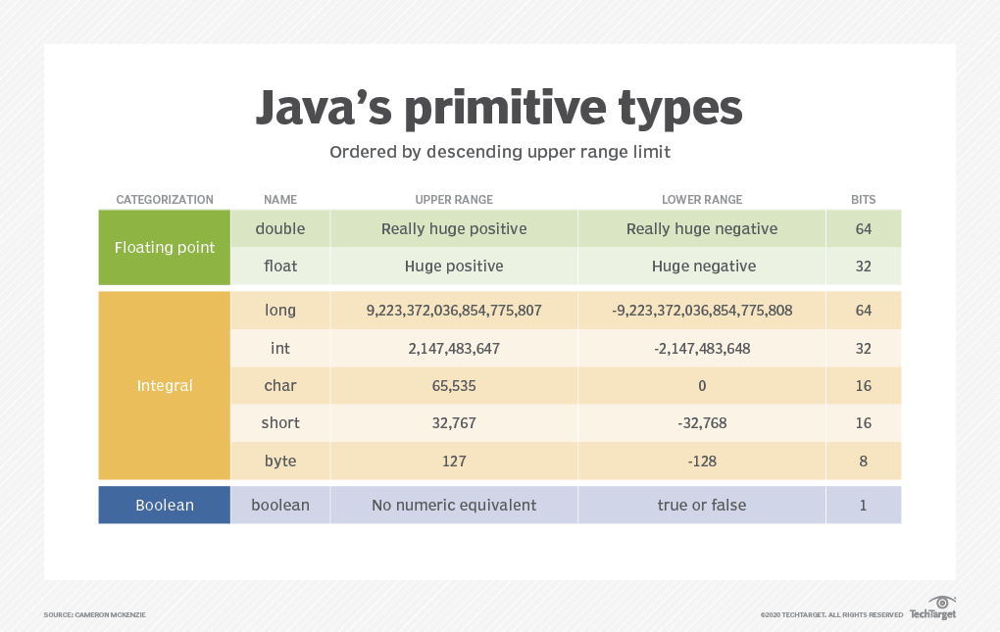 Java's primitive types
Ordered by descending upper range limit
CATEGORIZATION NAME UPPER RANGE LOWER RANGE BITS
Floating point
double Really huge positive Really huge negative 64
float Huge positive Huge negative 32
Integral
long 9,223,372,036,854,775,807 -9,223,372,036,854,775,808 64
int 2,147,483,647 -2,147,483,648 32
char 65,535 0 16
short 32,767 -32,768 16
byte 127 -128 8
Boolean boolean No numeric equivalent true or false 1
SOURCE: CAMERON MCKENZIE
©2020 TECHTARGET. ALL RIGHTS RESERVED TechTarget